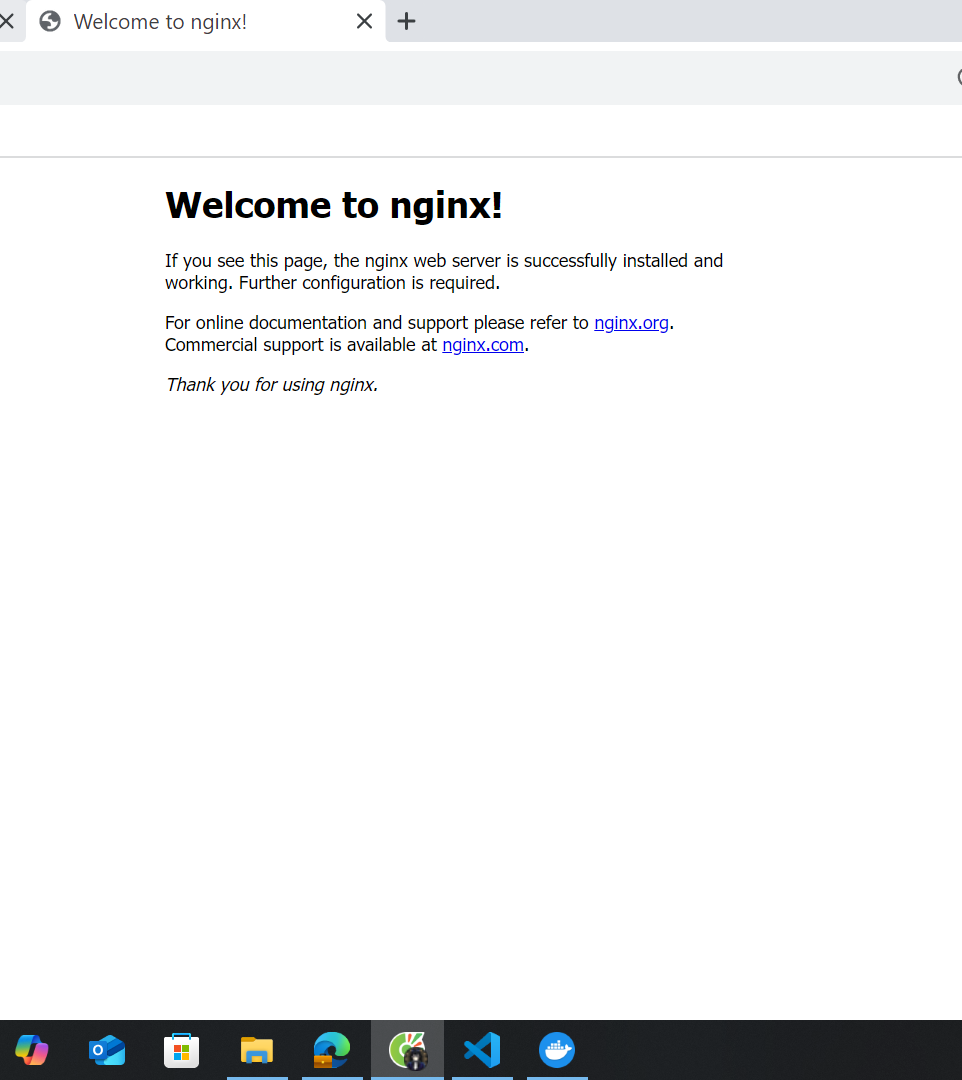 Welcome to nginx!
Welcome to nginx!
If you see this page, the nginx web server is successfully installed and
working. Further configuration is required.
For online documentation and support please refer to nginx.org.
Commercial support is available at nginx.com.
Thank you for using nginx.